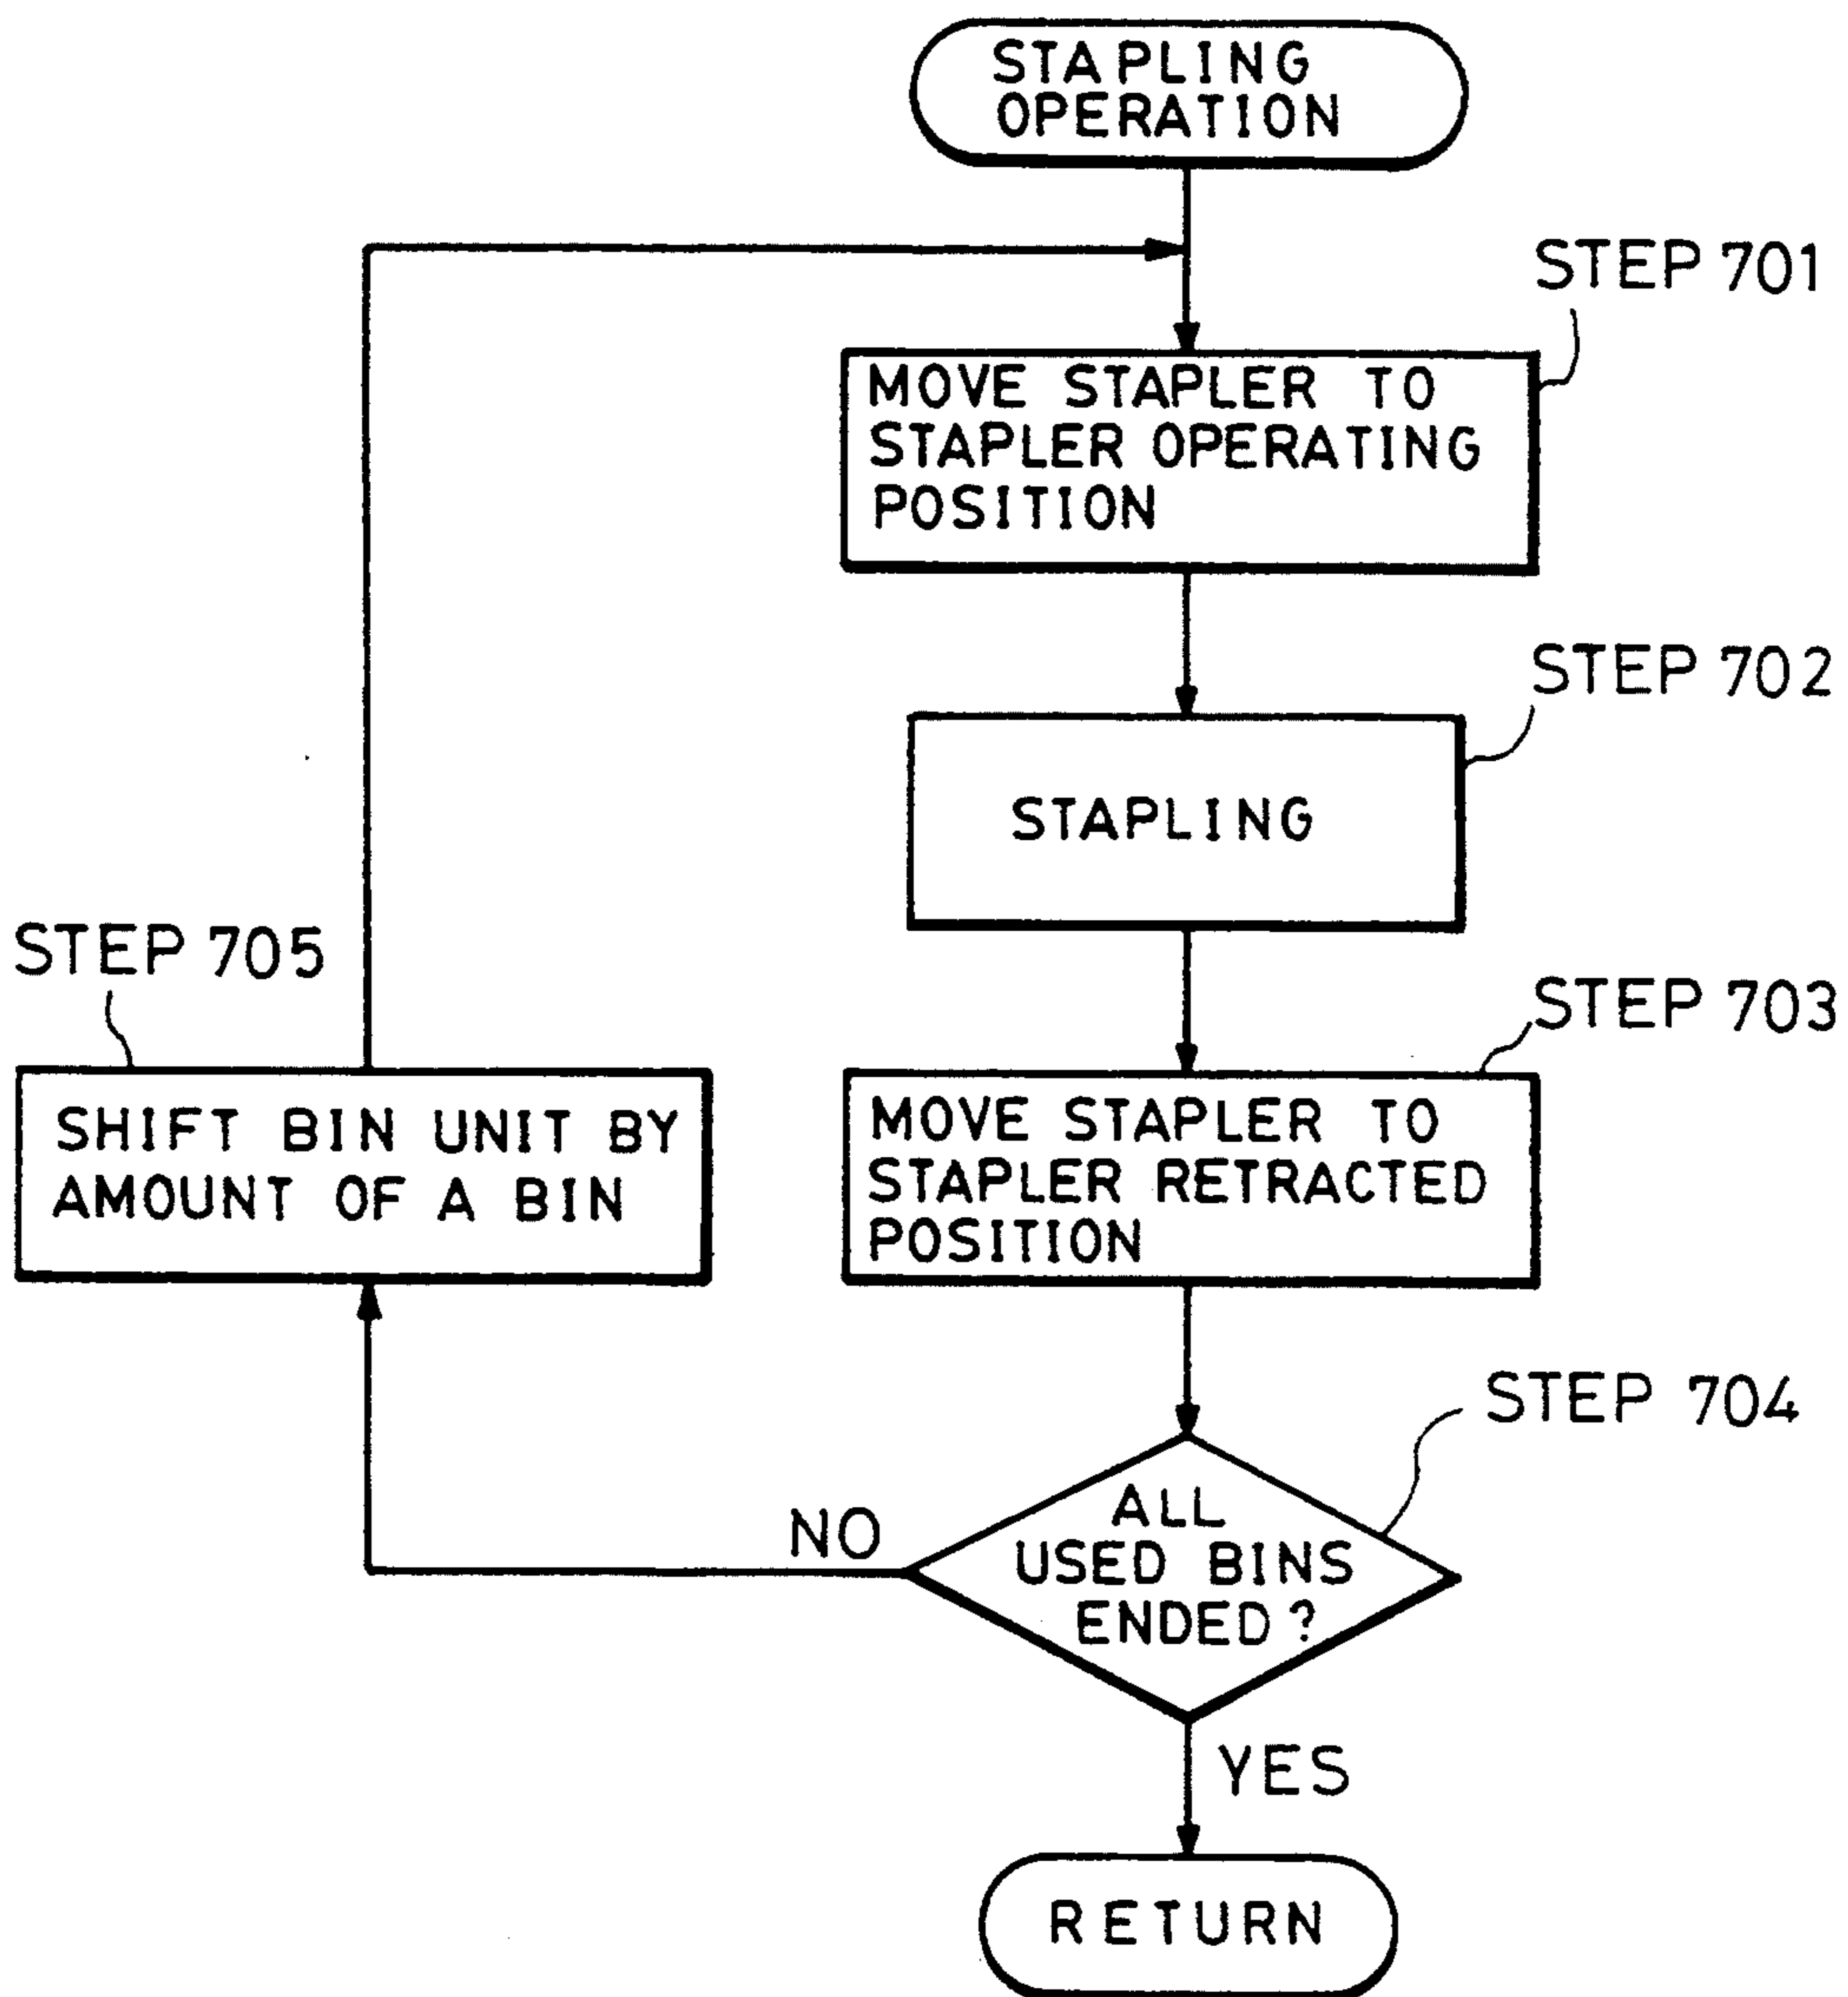 STAPLING
OPERATION
STEP 701
MOVE STAPLER TO
STAPLER OPERATING
POSITION
STEP 702
STAPLING
STEP 705
STEP 703
SHIFT BIN UNIT BY
AMOUNT OF A BIN
MOVE STAPLER TO
STAPLER RETRACTED
POSITION
STEP 704
ALL
USED BINS
ENDED?
NO
YES
RETURN